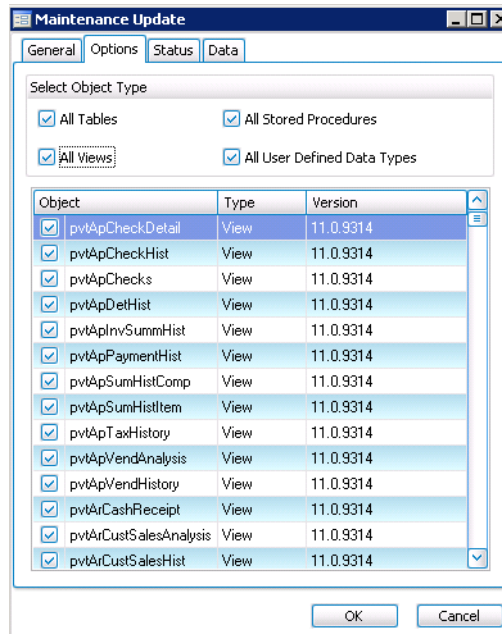 Maintenance Update
General Options Status Data
Select Object Type
All Tables All Stored Procedures
All Views All User Defined Data Types
Object Type Version
pvtApCheckDetail View 11.0.9314
pvtApCheckHist View 11.0.9314
pvtApChecks View 11.0.9314
pvtApDetHist View 11.0.9314
pvtApInvSummHist View 11.0.9314
pvtApPaymentHist View 11.0.9314
pvtApSumHistComp View 11.0.9314
pvtApSumHistItem View 11.0.9314
pvtApTaxHistory View 11.0.9314
pvtApVendAnalysis View 11.0.9314
pvtApVendHistory View 11.0.9314
pvtArCashReceipt View 11.0.9314
pvtArCustSalesAnalysis View 11.0.9314
pvtArCustSalesHist View 11.0.9314
OK Cancel